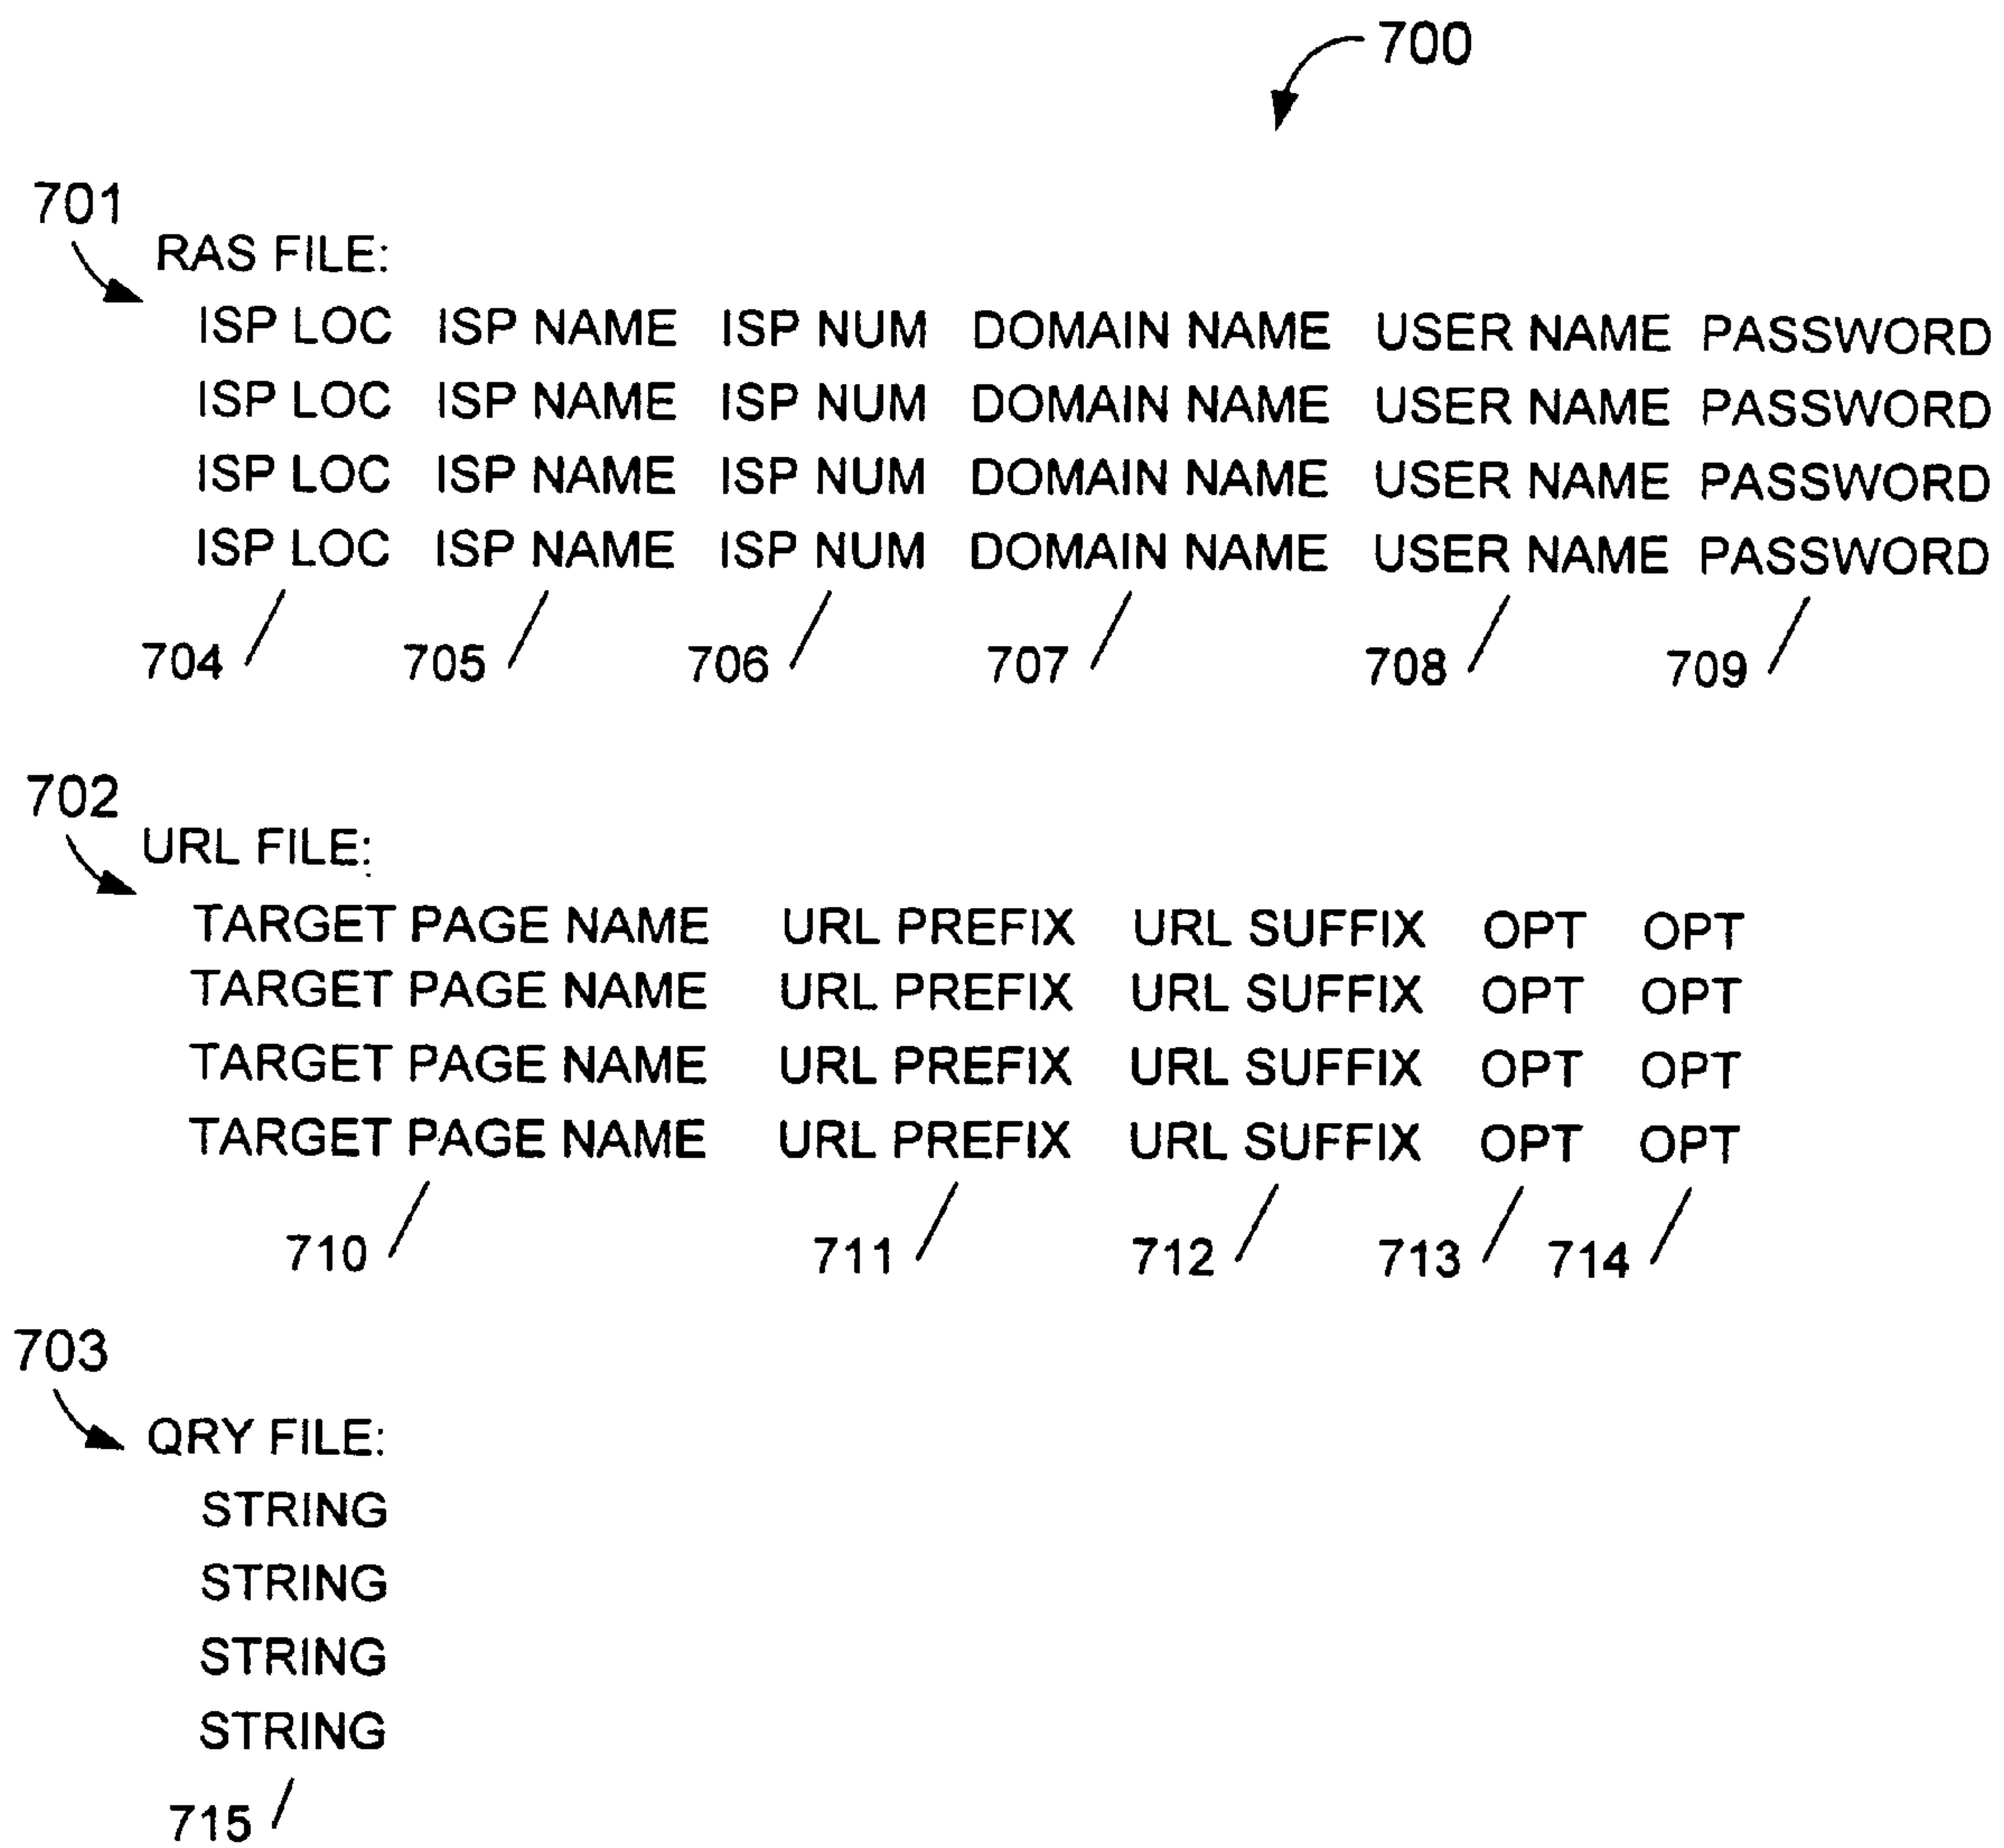 700
701
RAS FILE:
ISP LOC ISP NAME ISP NUM DOMAIN NAME USER NAME PASSWORD
ISP LOC ISP NAME ISP NUM DOMAIN NAME USER NAME PASSWORD
ISP LOC ISP NAME ISP NUM DOMAIN NAME USER NAME PASSWORD
ISP LOC ISP NAME ISP NUM DOMAIN NAME USER NAME PASSWORD
704 705 706 707 708 709
702
URL FILE:
TARGET PAGE NAME URL PREFIX URL SUFFIX OPT OPT
TARGET PAGE NAME URL PREFIX URL SUFFIX OPT OPT
TARGET PAGE NAME URL PREFIX URL SUFFIX OPT OPT
TARGET PAGE NAME URL PREFIX URL SUFFIX OPT OPT
710 711 712 713 714
703
QRY FILE:
STRING
STRING
STRING
STRING
715